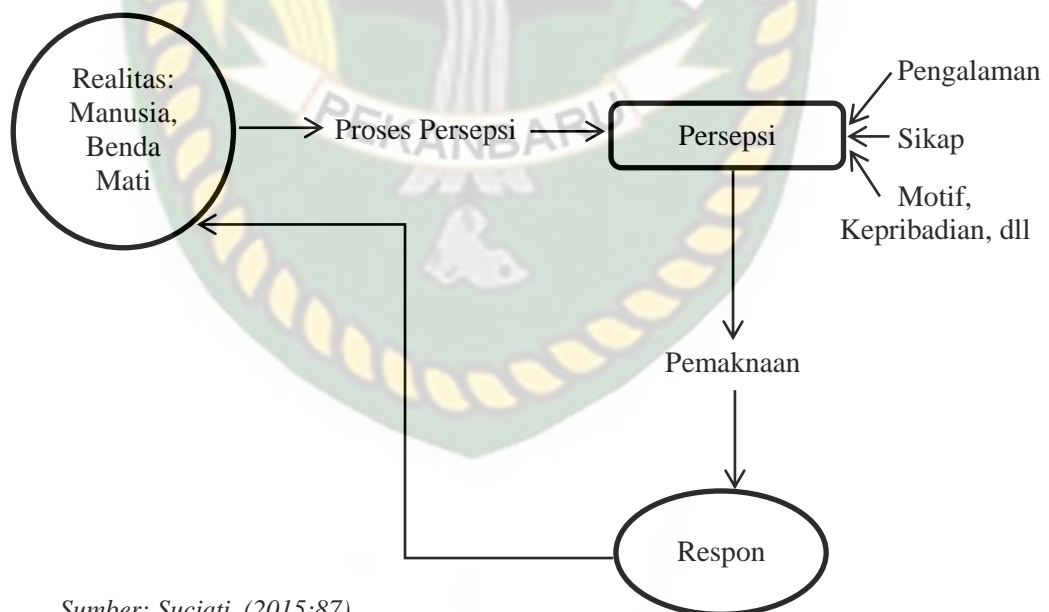 Realitas:
Manusia,
Benda
Mati
Proses Persepsi
Persepsi
Pengalaman
Sikap
Motif,
Kepribadian, dll
PEKANBARU
Pemaknaan
Respon
Sumber: Suciati, (2015:87)